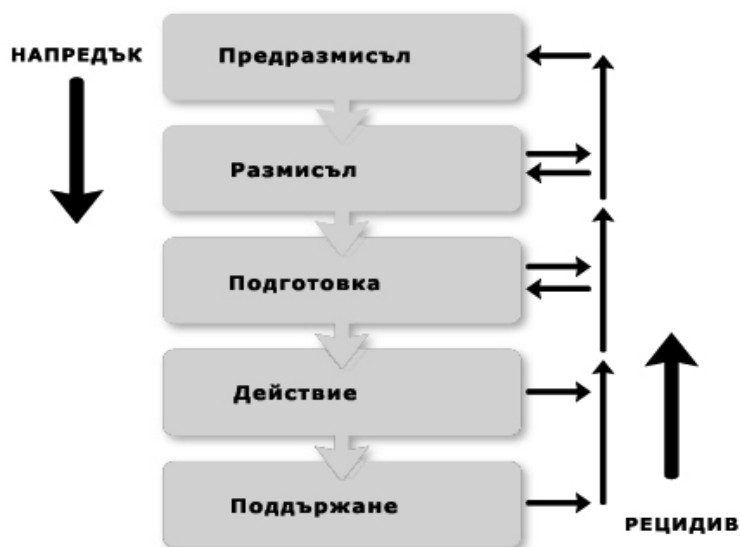 НАПРЕДЪК
Предразмисъл
Размисъл
Подготовка
Действие
Поддържане
РЕЦИДИВ